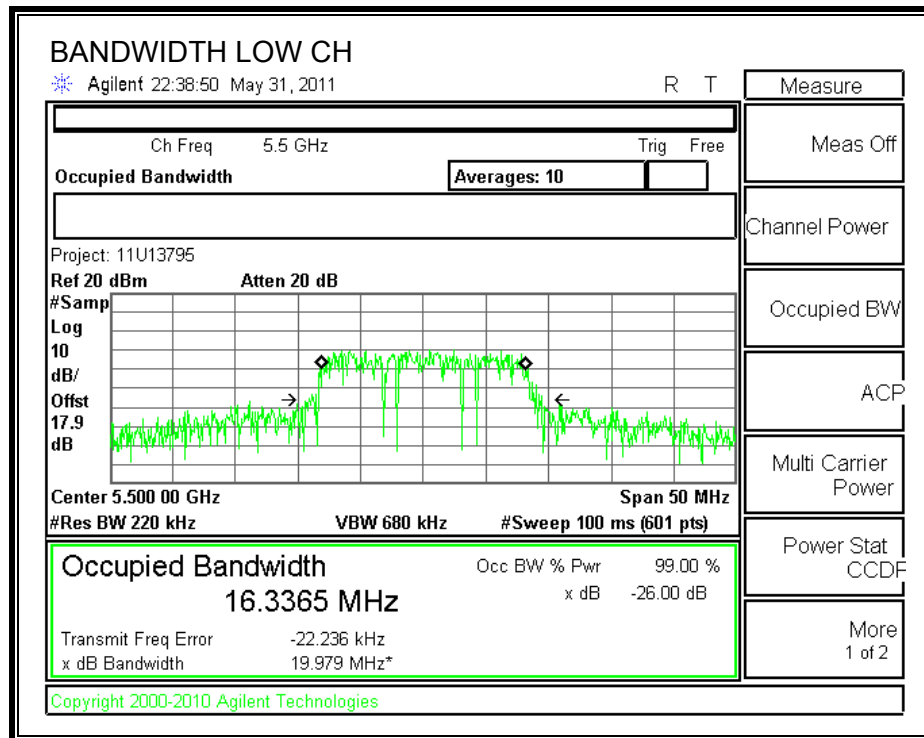 BANDWIDTH LOW CH
Agilent 22:38:50 May 31, 2011 R T
Measure
Ch Freq 5.5 GHz Trig Free
Meas Off
Occupied Bandwidth Averages: 10
Channel Power
Project: 11U13795
Ref 20 dBm Atten 20 dB
#Samp
Log
10
dB/
Offst
17.9
dB
Occupied BW
ACP
Multi Carrier
Power
Center 5.500 00 GHz Span 50 MHz
#Res BW 220 kHz VBW 680 kHz #Sweep 100 ms (601 pts)
Power Stat
CCDF
Occupied Bandwidth
16.3365 MHz
Occ BW % Pwr 99.00 %
x dB -26.00 dB
Transmit Freq Error -22.236 kHz
x dB Bandwidth 19.979 MHz*
More
1 of 2
Copyright 2000-2010 Agilent Technologies